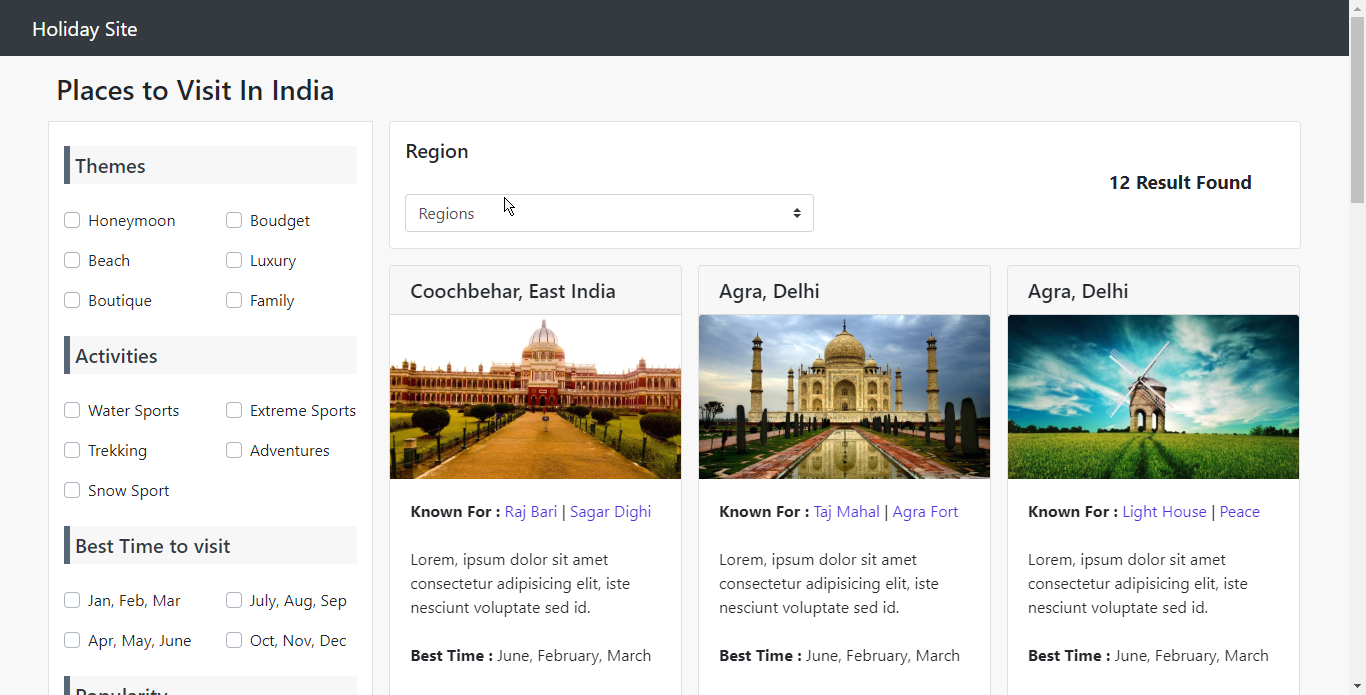 Holiday Site
Places to Visit In India
Themes
Honeymoon
Boudget
Beach
Luxury
Boutique
Family
Activities
Water Sports
Extreme Sports
Trekking
Adventures
Snow Sport
Best Time to visit
Jan, Feb, Mar
July, Aug, Sep
Apr, May, June
Oct, Nov, Dec
Popularity
Region
Regions
12 Result Found
Coochbehar, East India
Known For : Raj Bari | Sagar Dighi
Lorem, ipsum dolor sit amet
consectetur adipisicing elit, iste
nesciunt voluptate sed id.
Best Time : June, February, March
Agra, Delhi
Known For : Taj Mahal | Agra Fort
Lorem, ipsum dolor sit amet
consectetur adipisicing elit, iste
nesciunt voluptate sed id.
Best Time : June, February, March
Agra, Delhi
Known For : Light House | Peace
Lorem, ipsum dolor sit amet
consectetur adipisicing elit, iste
nesciunt voluptate sed id.
Best Time : June, February, March